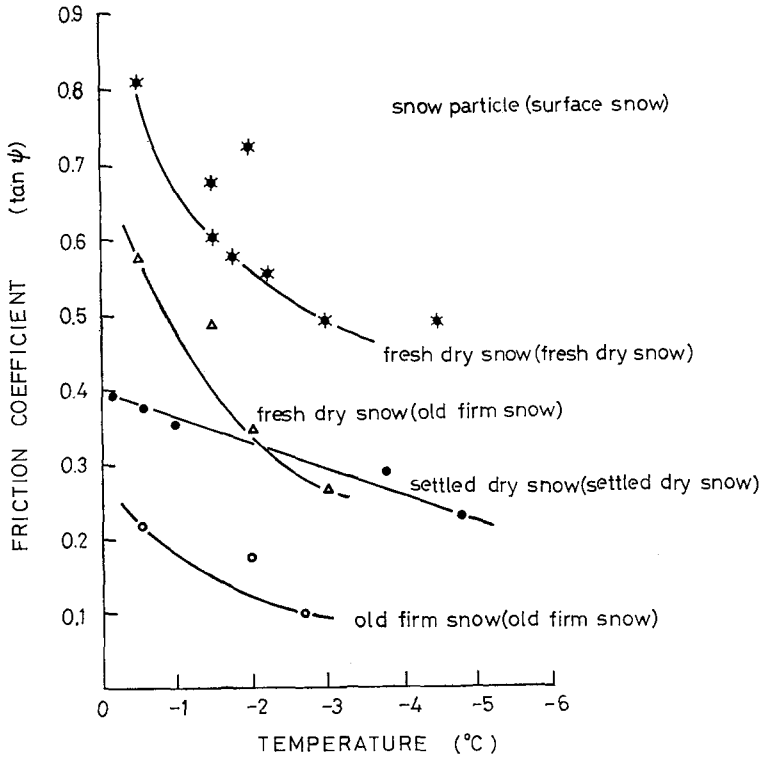 0.9
0.8
0.7
0.6
0.5
0.4
0.3
0.2
0.1
FRICTION COEFFICIENT (tan ψ)
snow particle (surface snow)
fresh dry snow(fresh dry snow)
fresh dry snow(old firm snow)
settled dry snow(settled dry snow)
old firm snow(old firm snow)
0 -1 -2 -3 -4 -5 -6
TEMPERATURE (°C)